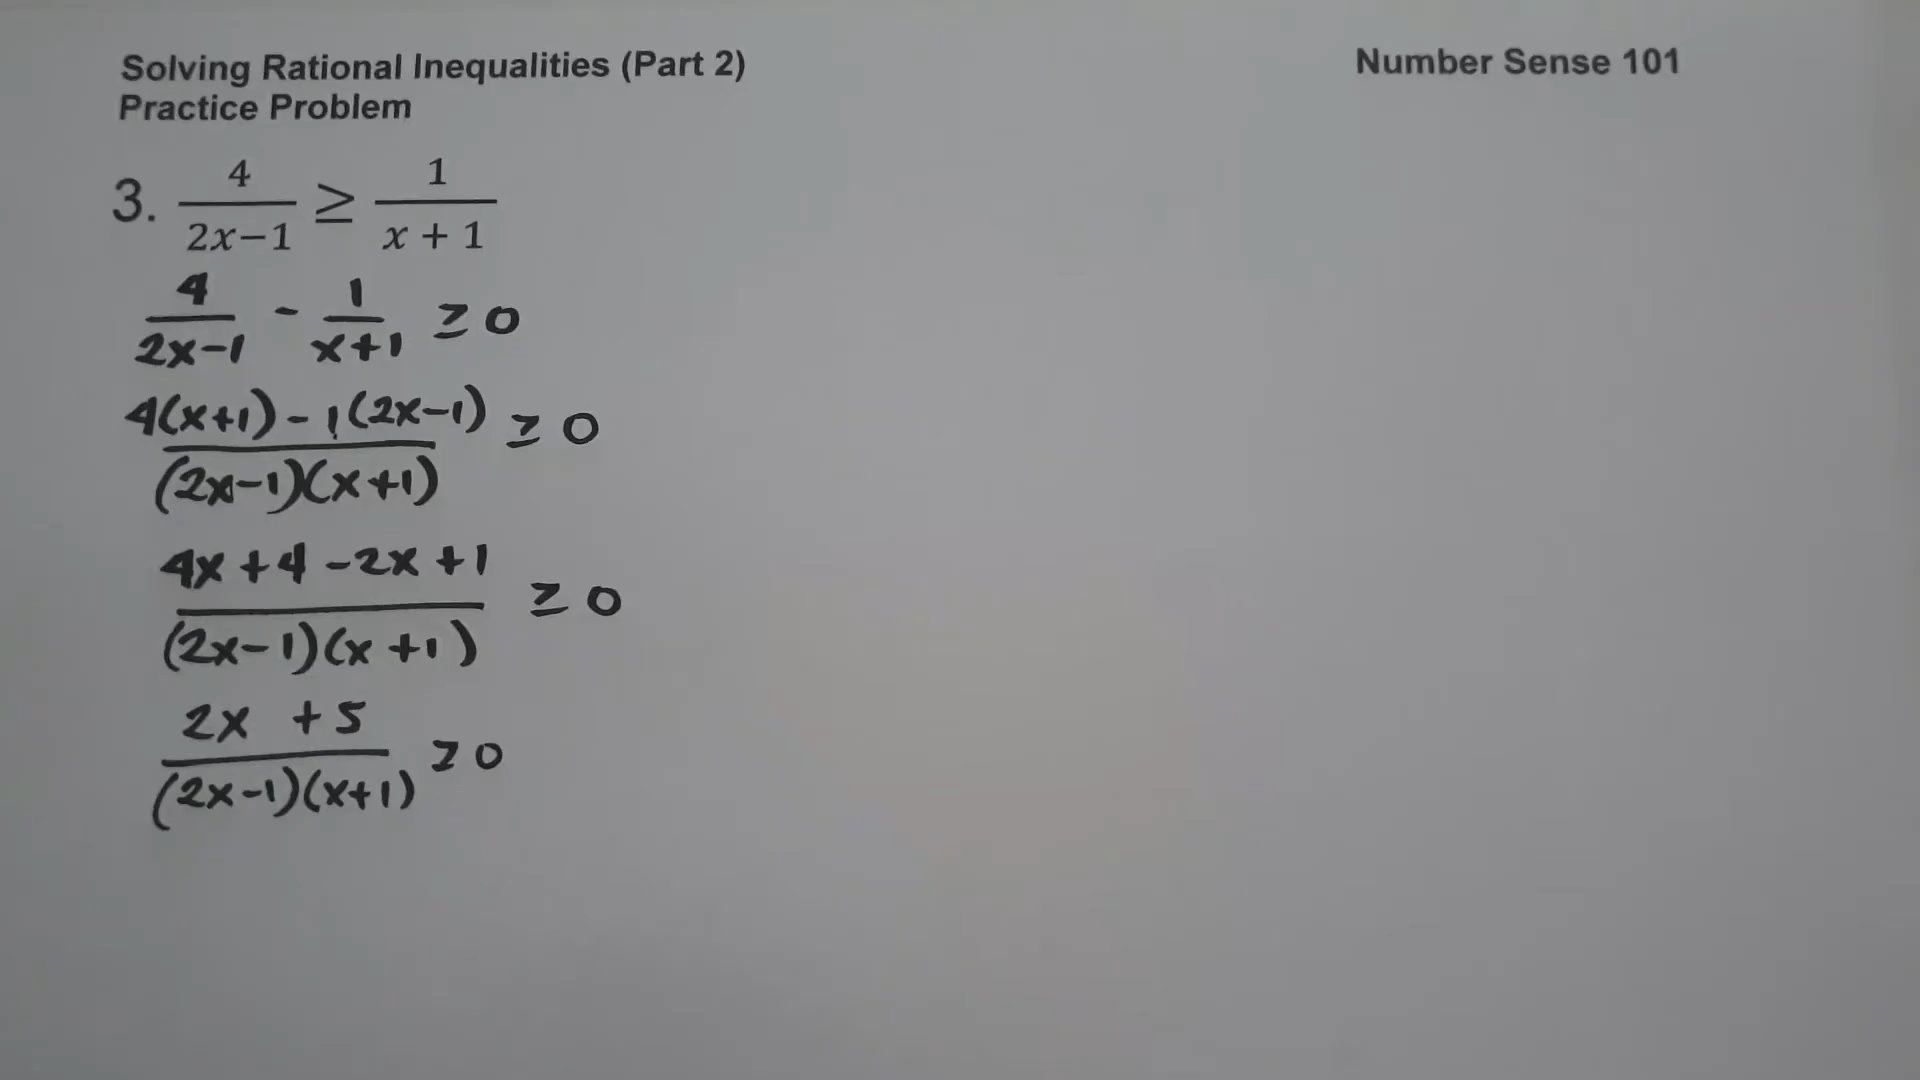 Solving Rational Inequalities (Part 2)
Number Sense 101
Practice Problem
3. 4/(2x−1) ≥ 1/(x + 1)
4/(2x−1) - 1/(x+1) ≥ 0
(4(x+1) - 1(2x-1))/((2x-1)(x+1)) ≥ 0
(4x + 4 - 2x + 1)/((2x-1)(x+1)) ≥ 0
(2x + 5)/((2x-1)(x+1)) ≥ 0